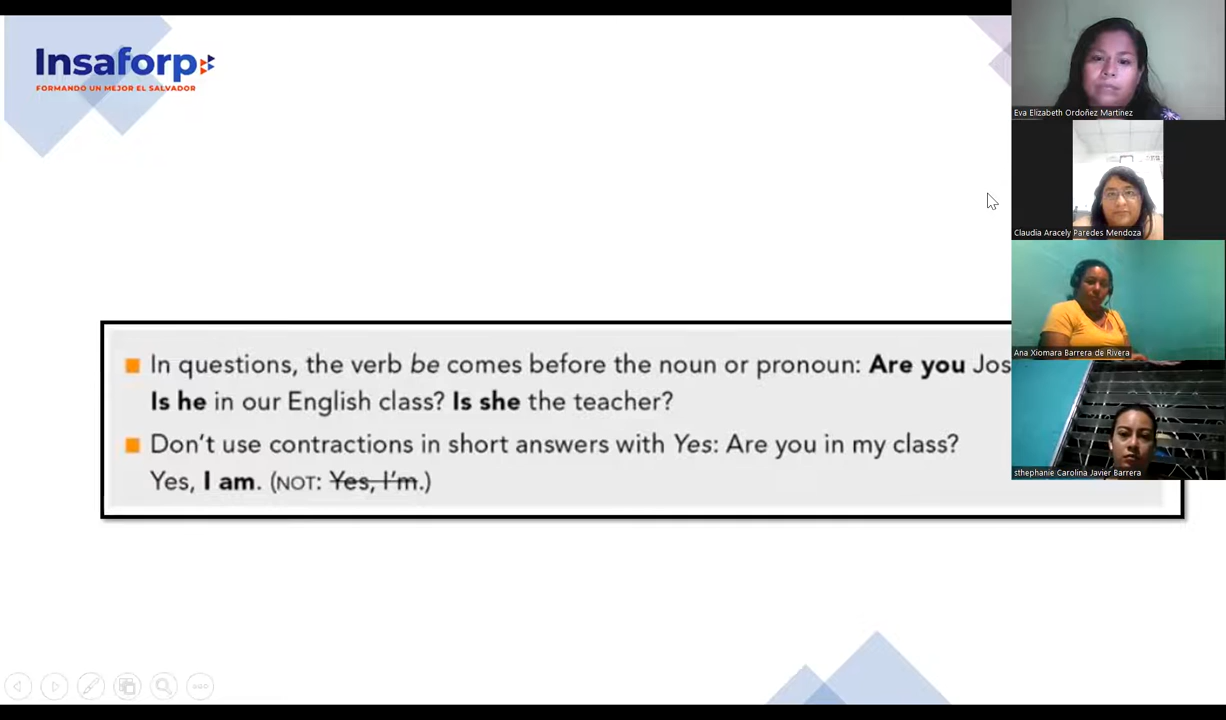 Insaforp
FORMANDO UN MEJOR EL SALVADOR
In questions, the verb be comes before the noun or pronoun: Are you Jos
Is he in our English class? Is she the teacher?
Don't use contractions in short answers with Yes: Are you in my class?
Yes, I am. (NOT: Yes, I'm.)
Eva Elizabeth Ordoñez Martinez
Claudia Aracely Paredes Mendoza
Ana Xiomara Barrera de Rivera
sthephanie Carolina Javier Barrera